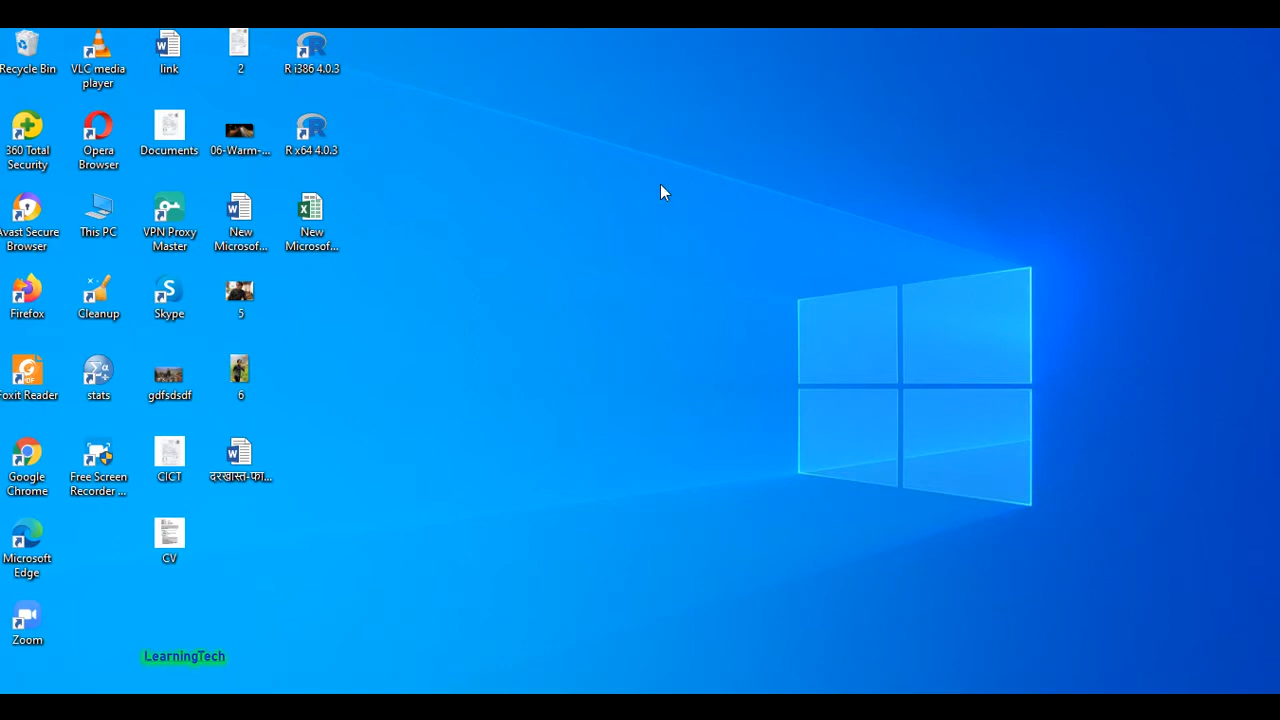 Recycle Bin
VLC media
player
link
2
R i386 4.0.3
360 Total
Security
Opera
Browser
Documents
06-Warm-...
R x64 4.0.3
Avast Secure
Browser
This PC
VPN Proxy
Master
New
Microsof...
New
Microsof...
Firefox
Cleanup
Skype
5
Foxit Reader
stats
gdfsdsdf
6
Google
Chrome
Free Screen
Recorder ...
CICT
दरखास्त-फा...
Microsoft
Edge
CV
Zoom
LearningTech